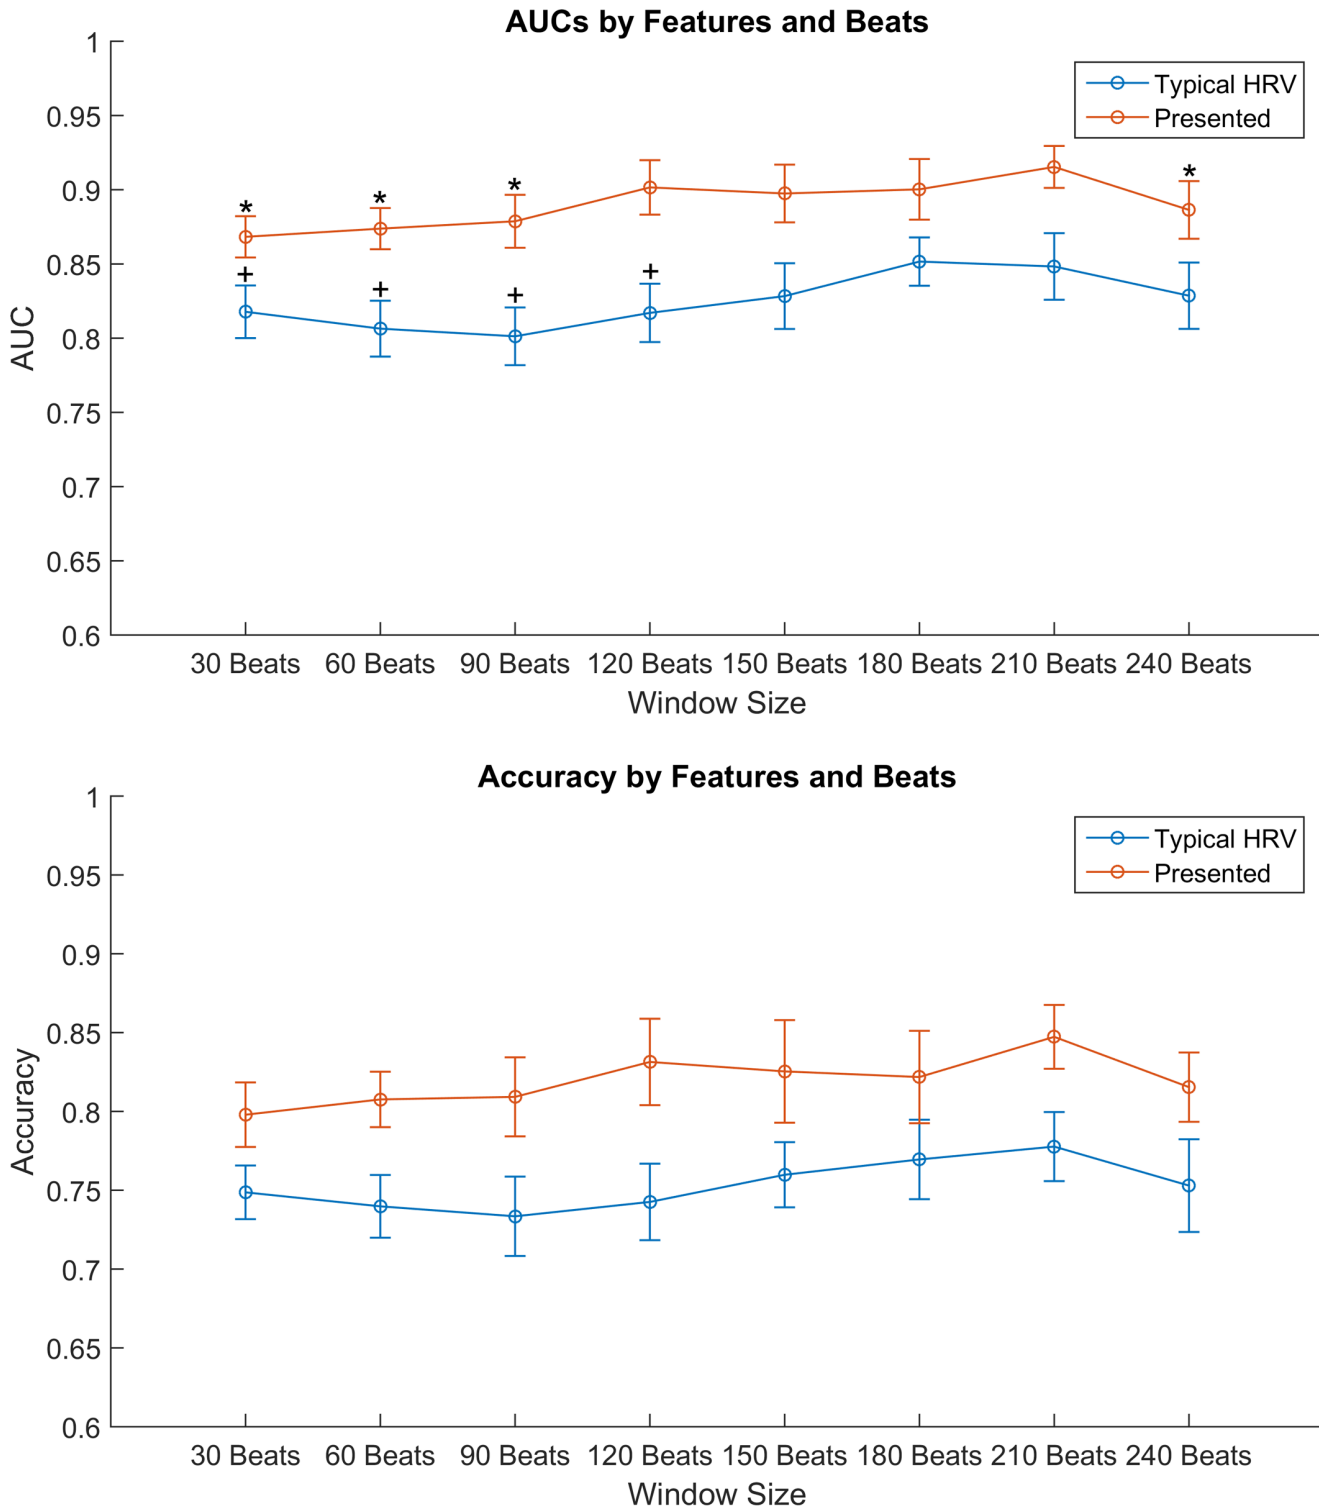 AUCs by Features and Beats
1
0.95
0.9
0.85
0.8
0.75
0.7
0.65
0.6
AUC
Typical HRV
Presented
* * * *
+ + + +
30 Beats 60 Beats 90 Beats 120 Beats 150 Beats 180 Beats 210 Beats 240 Beats
Window Size
Accuracy by Features and Beats
1
0.95
0.9
0.85
0.8
0.75
0.7
0.65
0.6
Accuracy
Typical HRV
Presented
30 Beats 60 Beats 90 Beats 120 Beats 150 Beats 180 Beats 210 Beats 240 Beats
Window Size